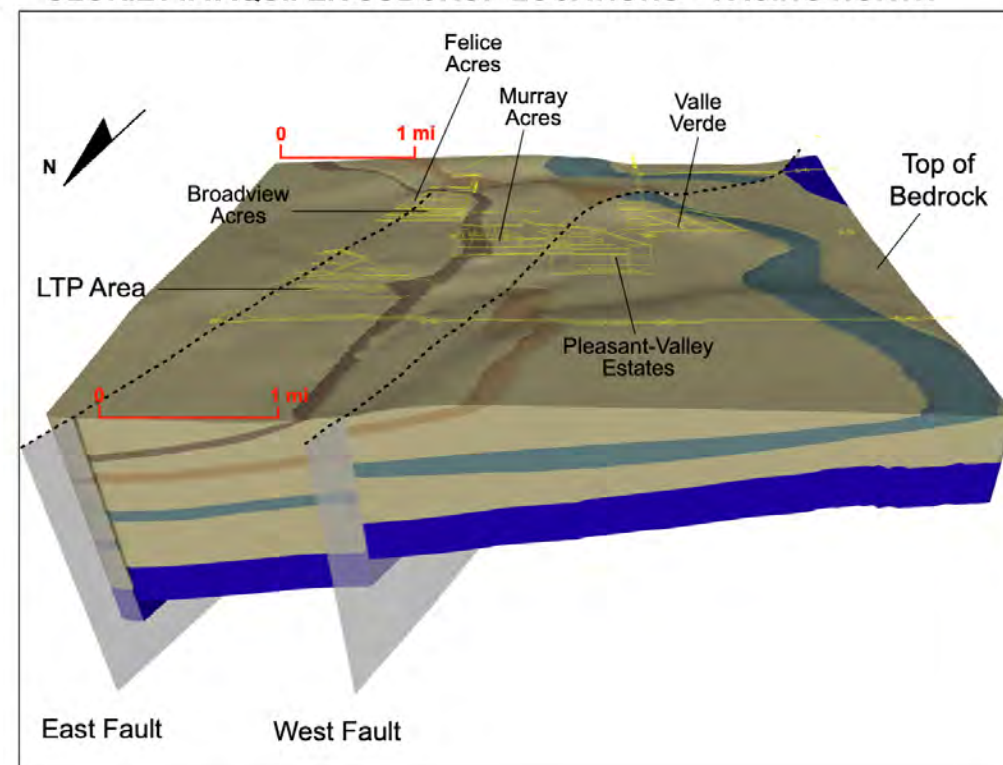 Felice
Acres
Murray
Acres
Valle
Verde
0
1 mi
N
Top of
Bedrock
Broadview
Acres
LTP Area
Pleasant-Valley
Estates
0
1 mi
East Fault
West Fault